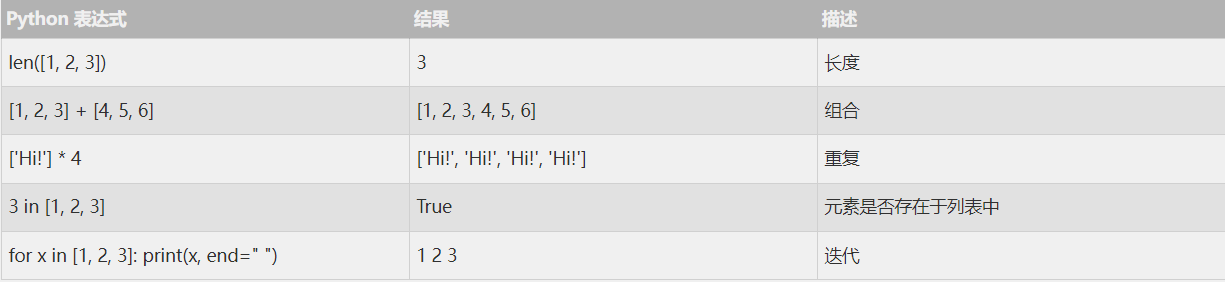 Python 表达式 结果 描述
len([1, 2, 3]) 3 长度
[1, 2, 3] + [4, 5, 6] [1, 2, 3, 4, 5, 6] 组合
['Hi!'] * 4 ['Hi!', 'Hi!', 'Hi!', 'Hi!'] 重复
3 in [1, 2, 3] True 元素是否存在于列表中
for x in [1, 2, 3]: print(x, end=" ") 1 2 3 迭代